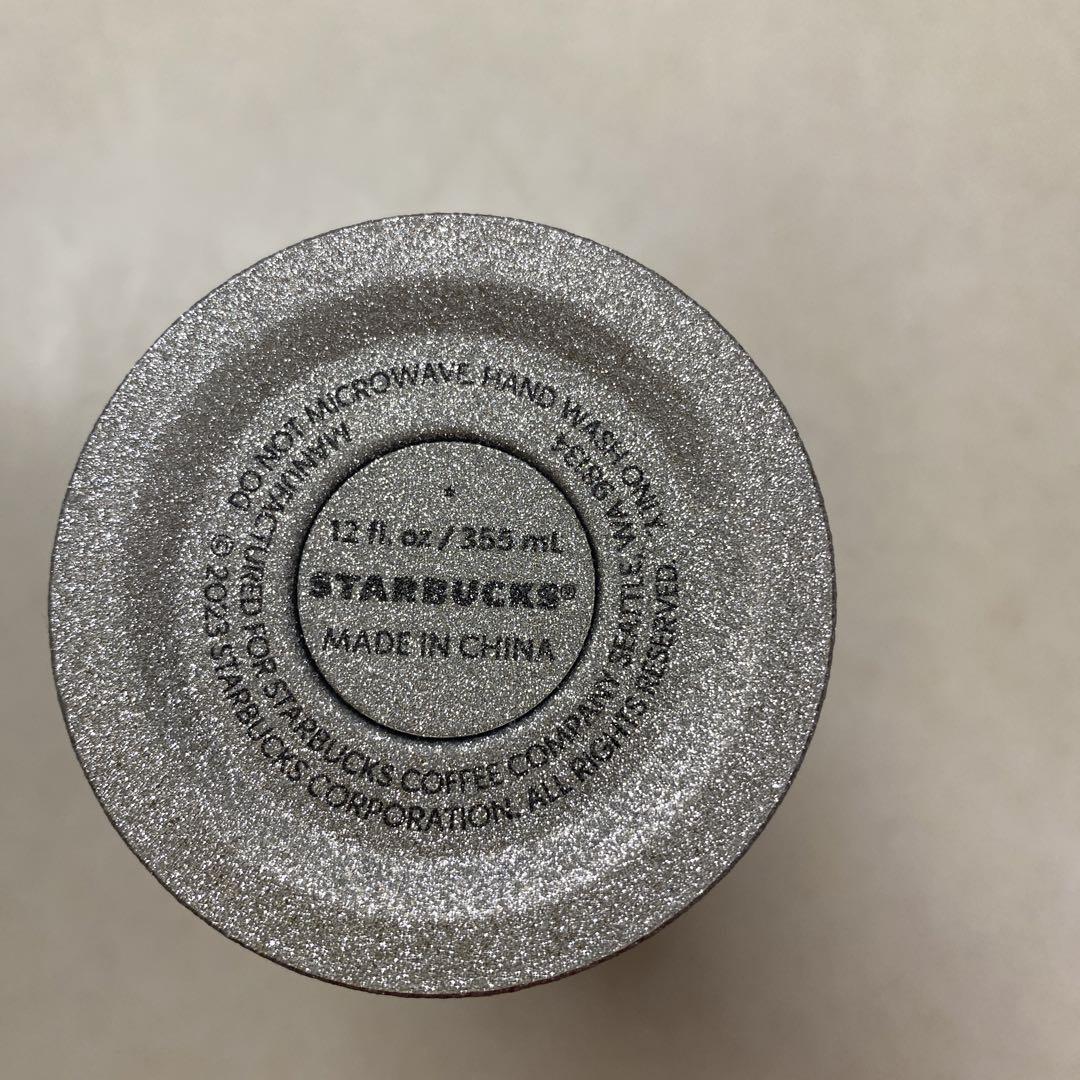 DO NOT MICROWAVE. HAND WASH ONLY.
MANUFACTURED FOR STARBUCKS COFFEE COMPANY SEATTLE, WA 98134
© 2023 STARBUCKS CORPORATION. ALL RIGHTS RESERVED.
12 fl. oz / 355 mL
STARBUCKS®
MADE IN CHINA